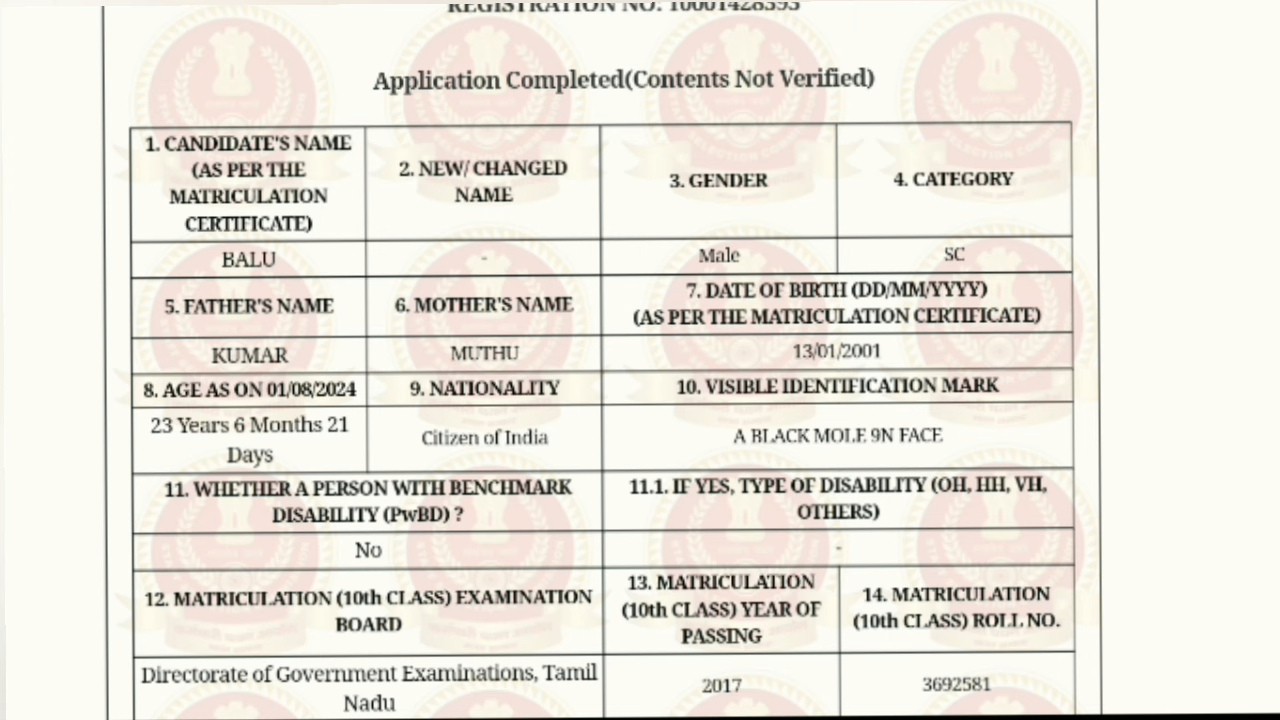 REGISTRATION NO: 10001428393
Application Completed(Contents Not Verified)
1. CANDIDATE'S NAME
(AS PER THE
MATRICULATION
CERTIFICATE)
2. NEW/ CHANGED
NAME
3. GENDER
4. CATEGORY
BALU
-
Male
SC
5. FATHER'S NAME
6. MOTHER'S NAME
7. DATE OF BIRTH (DD/MM/YYYY)
(AS PER THE MATRICULATION CERTIFICATE)
KUMAR
MUTHU
13/01/2001
8. AGE AS ON 01/08/2024
9. NATIONALITY
10. VISIBLE IDENTIFICATION MARK
23 Years 6 Months 21
Days
Citizen of India
A BLACK MOLE 9N FACE
11. WHETHER A PERSON WITH BENCHMARK
DISABILITY (PwBD) ?
11.1. IF YES, TYPE OF DISABILITY (OH, HH, VH,
OTHERS)
No
-
12. MATRICULATION (10th CLASS) EXAMINATION
BOARD
13. MATRICULATION
(10th CLASS) YEAR OF
PASSING
14. MATRICULATION
(10th CLASS) ROLL NO.
Directorate of Government Examinations, Tamil
Nadu
2017
3692581